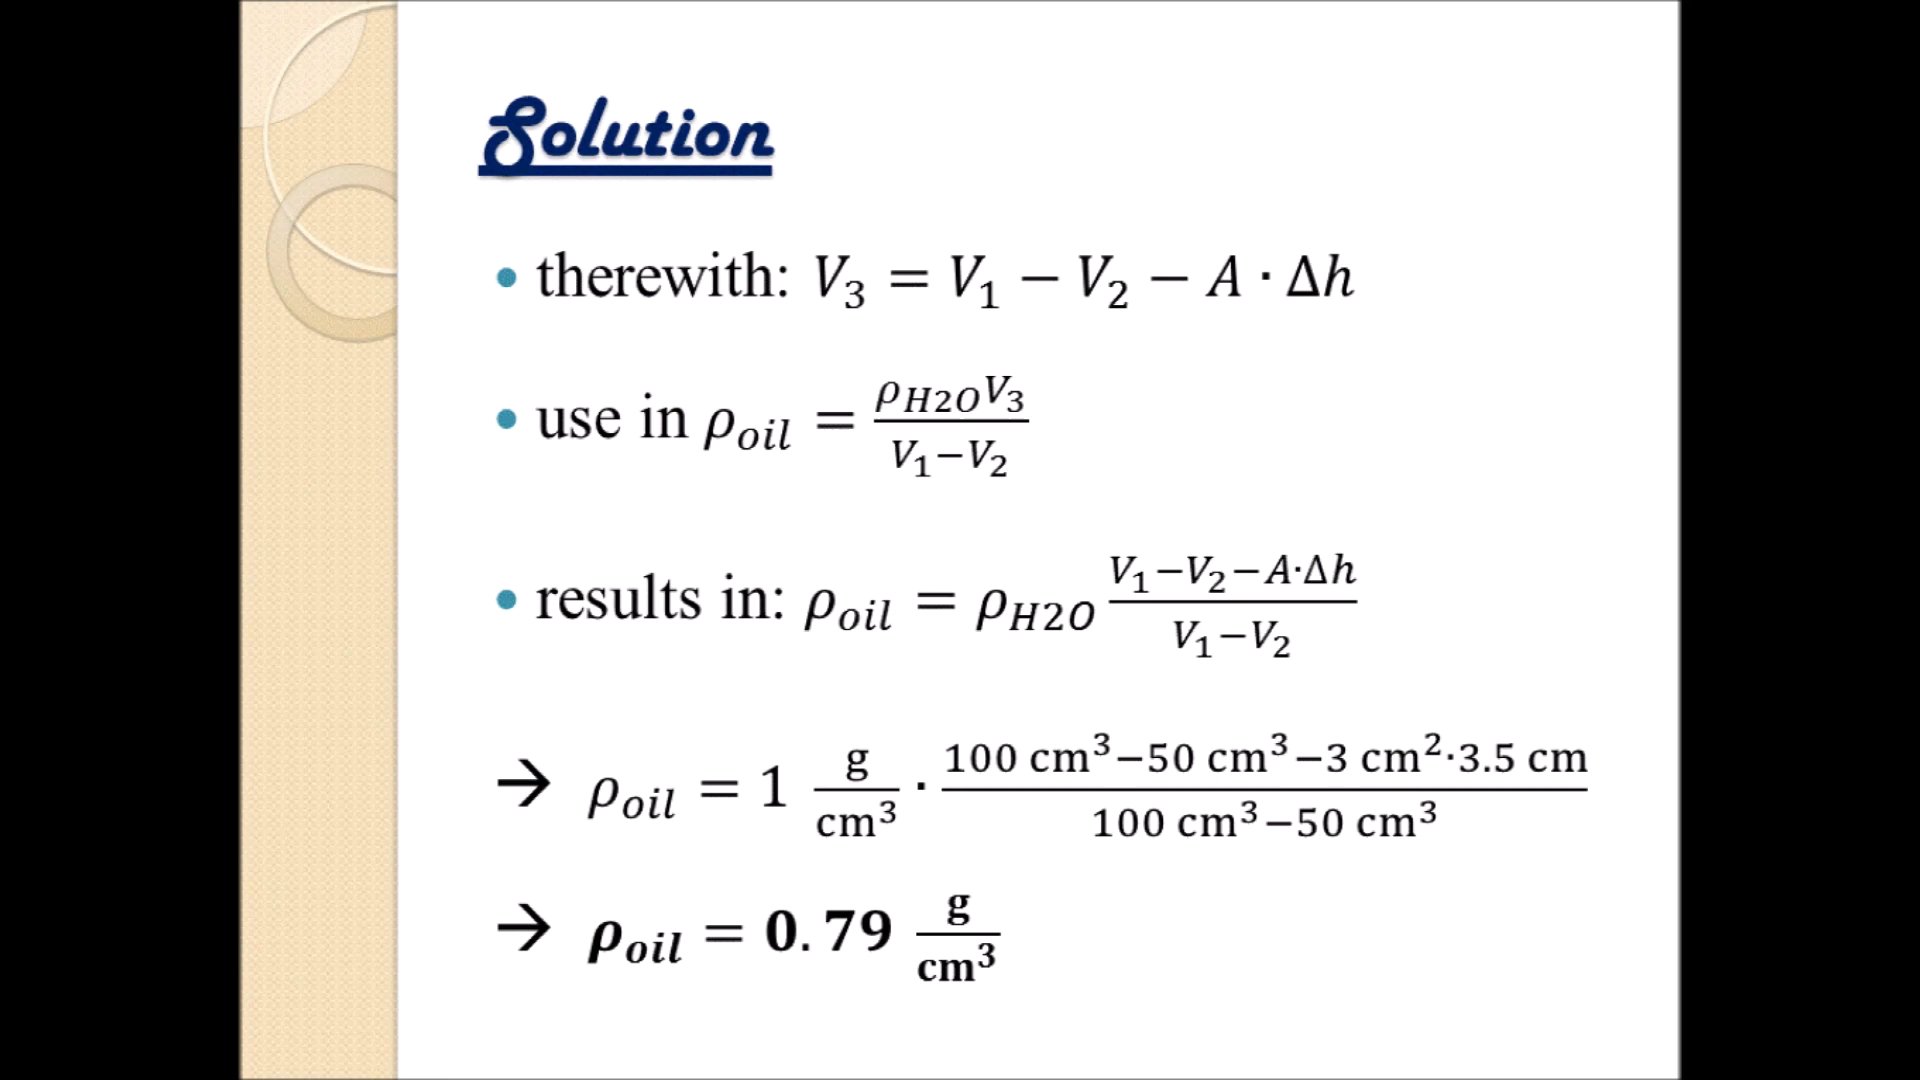 Solution
• therewith: V₃ = V₁ − V₂ − A · Δh
• use in ρ_oil = (ρ_H2O V₃)/(V₁−V₂)
• results in: ρ_oil = ρ_H2O (V₁−V₂−A·Δh)/(V₁−V₂)
→ ρ_oil = 1 g/cm³ · (100 cm³−50 cm³−3 cm²·3.5 cm)/(100 cm³−50 cm³)
→ ρ_oil = 0.79 g/cm³